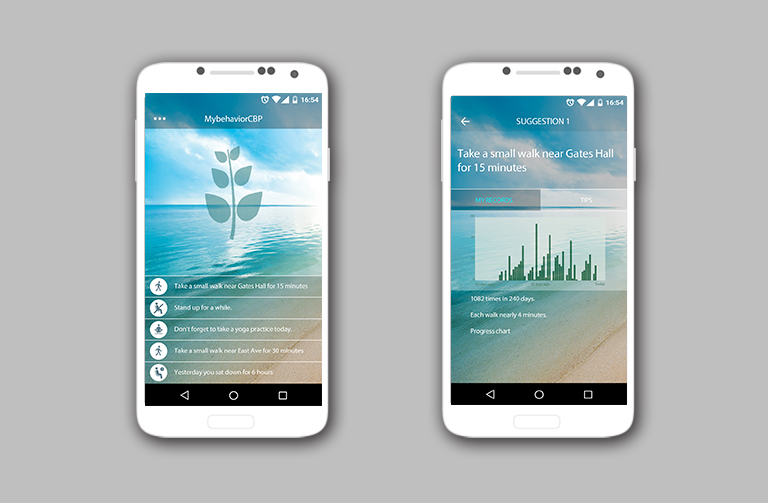 16:54
MybehaviorCBP
Take a small walk near Gates Hall for 15 minutes
Stand up for a while.
Don't forget to take a yoga practice today.
Take a small walk near East Ave for 30 minutes
Yesterday you sat down for 6 hours
16:54
SUGGESTION 1
Take a small walk near Gates Hall
for 15 minutes
MY RECORDS TIPS
Today
1082 times in 240 days.
Each walk nearly 4 minutes.
Progress chart